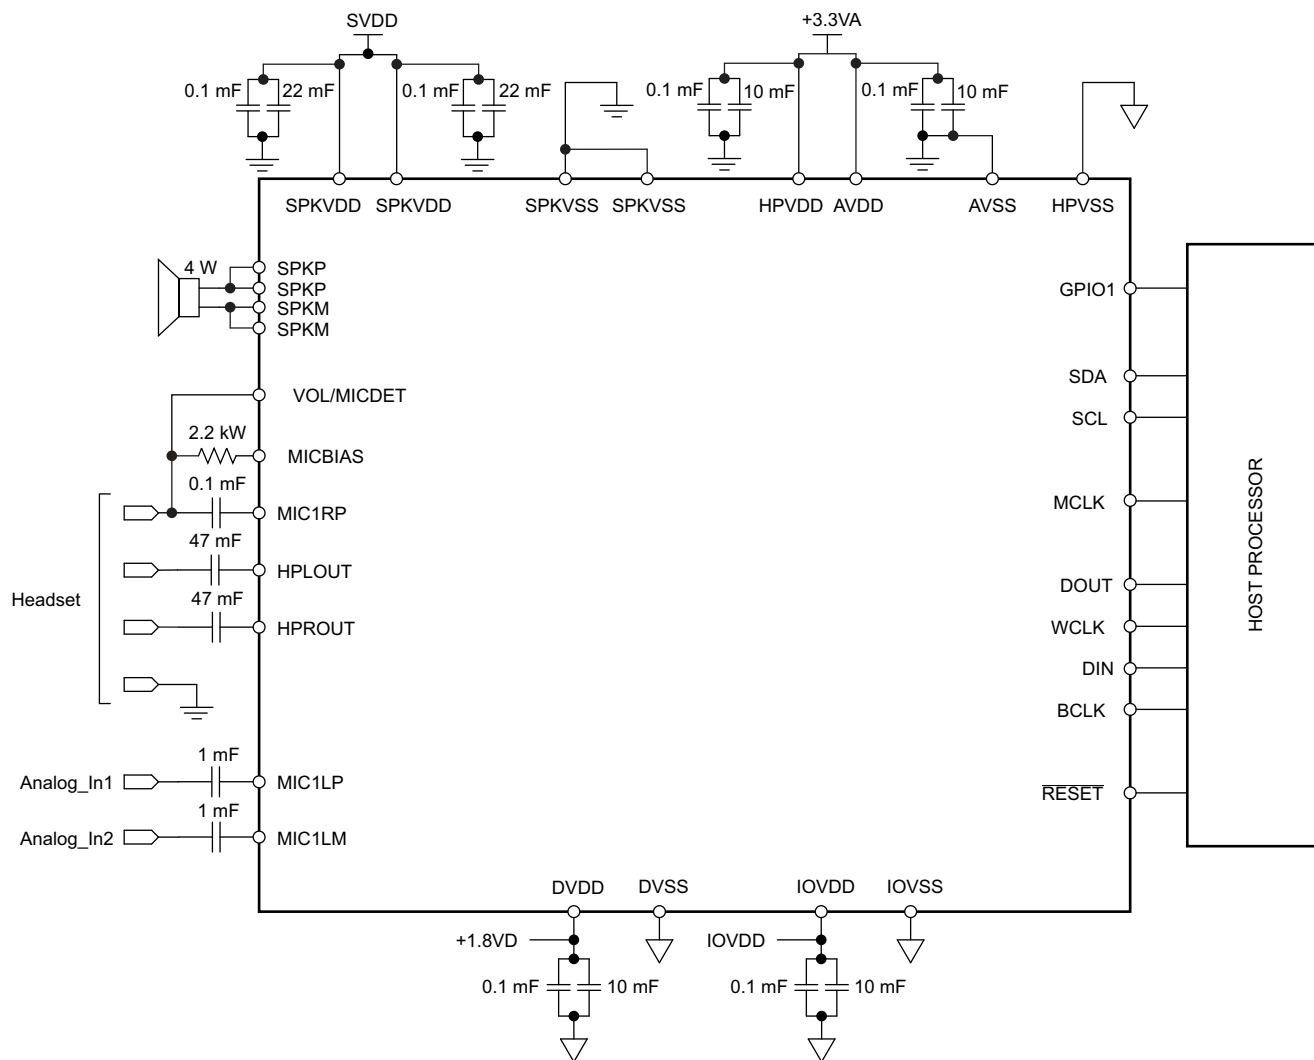 SVDD
+3.3VA
0.1 mF 22 mF 0.1 mF 22 mF 0.1 mF 10 mF 0.1 mF 10 mF
SPKVDD SPKVDD SPKVSS SPKVSS HPVDD AVDD AVSS HPVSS
4 W
SPKP
SPKP
SPKM
SPKM
GPIO1
VOL/MICDET
SDA
SCL
2.2 kW
MICBIAS
0.1 mF
MIC1RP
MCLK
47 mF
HPLOUT
DOUT
47 mF
Headset
HPROUT
WCLK
DIN
BCLK
HOST PROCESSOR
1 mF
Analog_In1
MIC1LP
RESET
1 mF
Analog_In2
MIC1LM
DVDD DVSS IOVDD IOVSS
+1.8VD IOVDD
0.1 mF 10 mF 0.1 mF 10 mF